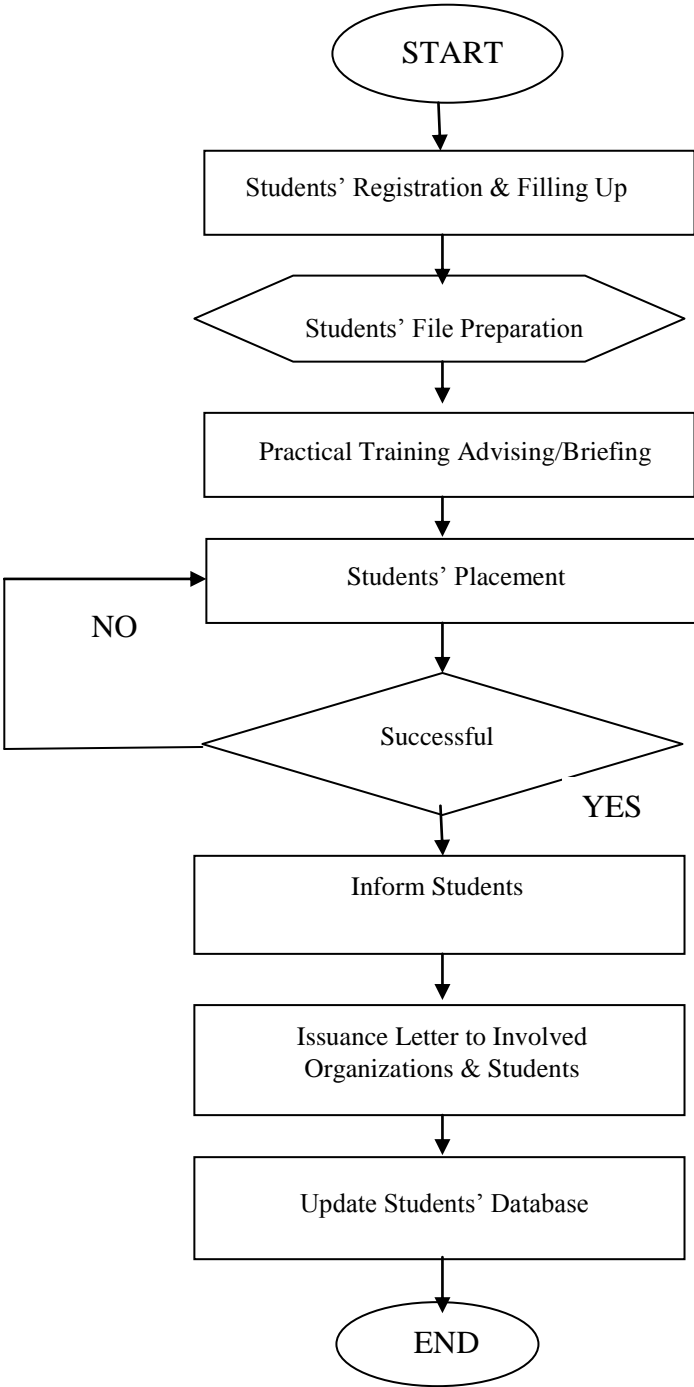 START
Students’ Registration & Filling Up
Students’ File Preparation
Practical Training Advising/Briefing
Students’ Placement
NO
Successful
YES
Inform Students
Issuance Letter to Involved
Organizations & Students
Update Students’ Database
END